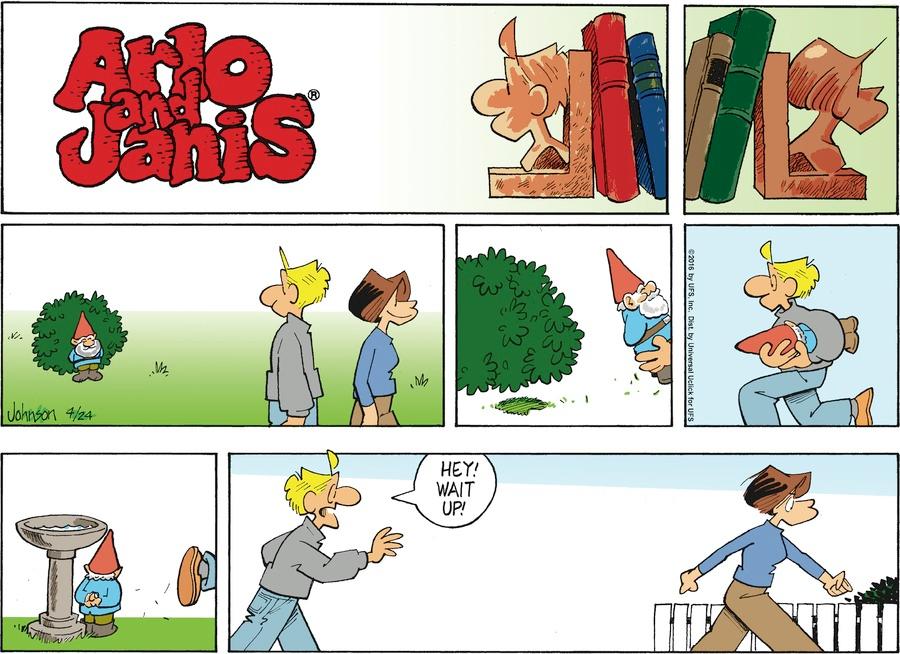 Arlo
and
Janis®
Johnson 4/24
©2016 by UFS, Inc. Dist. by Universal Uclick for UFS
HEY!
WAIT
UP!